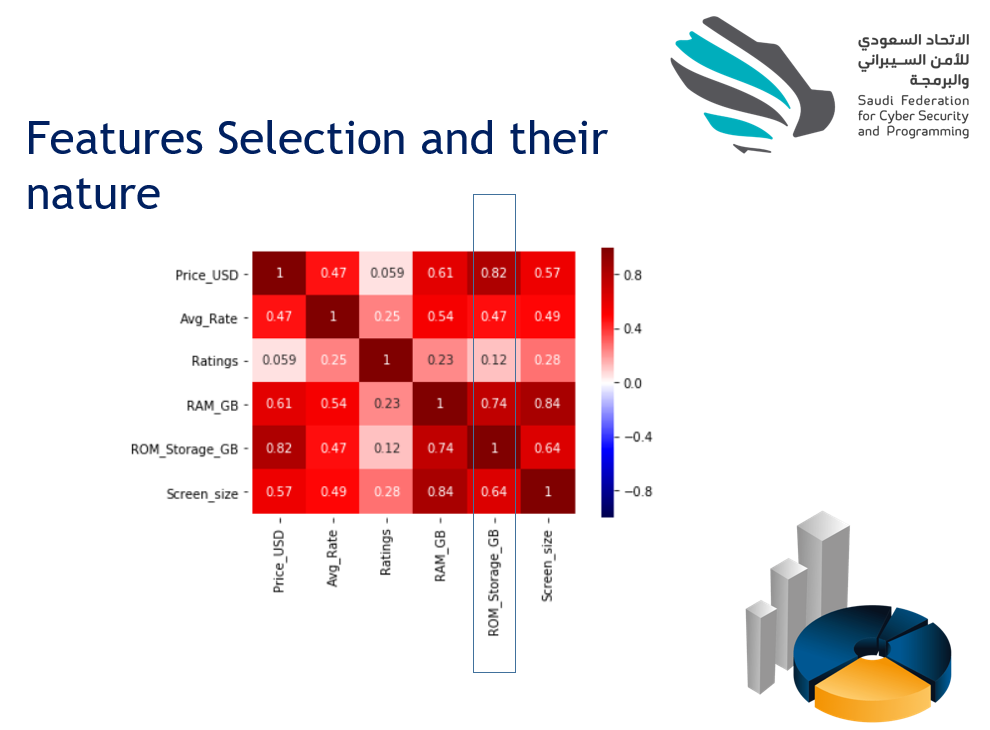 الاتحاد السعودي
للأمن السيبراني
والبرمجة
Saudi Federation
for Cyber Security
and Programming
Features Selection and their
nature
Price_USD 1 0.47 0.059 0.61 0.82 0.57
Avg_Rate 0.47 1 0.25 0.54 0.47 0.49
Ratings 0.059 0.25 1 0.23 0.12 0.28
RAM_GB 0.61 0.54 0.23 1 0.74 0.84
ROM_Storage_GB 0.82 0.47 0.12 0.74 1 0.64
Screen_size 0.57 0.49 0.28 0.84 0.64 1
Price_USD
Avg_Rate
Ratings
RAM_GB
ROM_Storage_GB
Screen_size
0.8
0.4
0.0
−0.4
−0.8